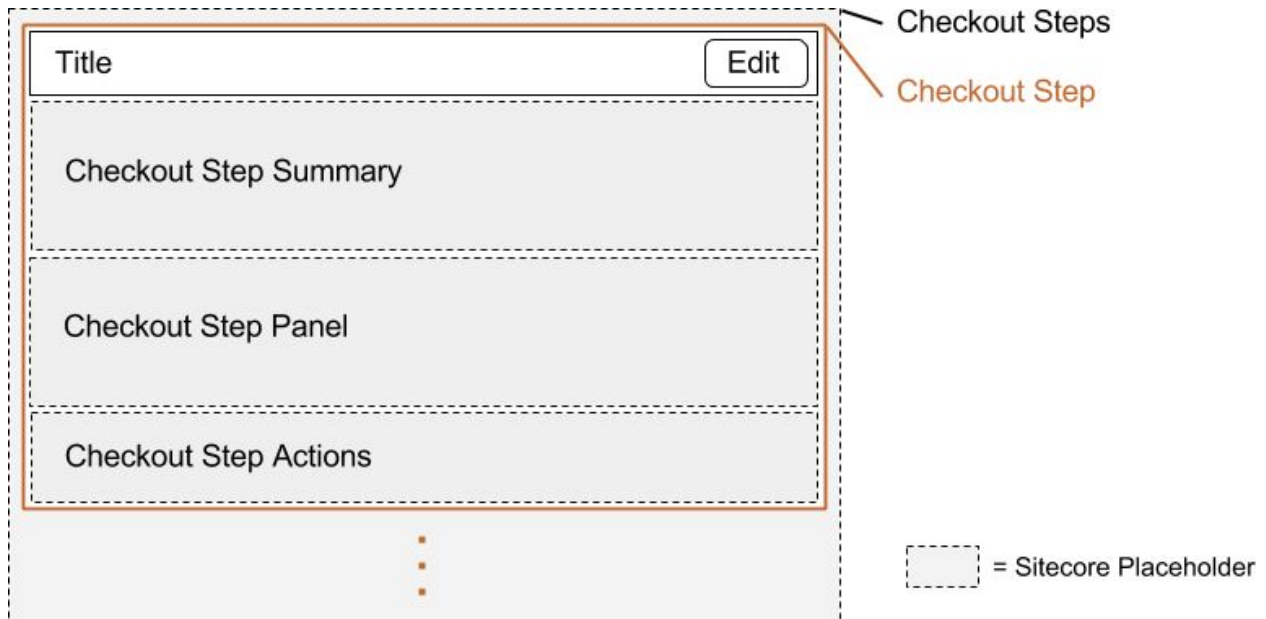 Checkout Steps
Title
Edit
Checkout Step
Checkout Step Summary
Checkout Step Panel
Checkout Step Actions
= Sitecore Placeholder